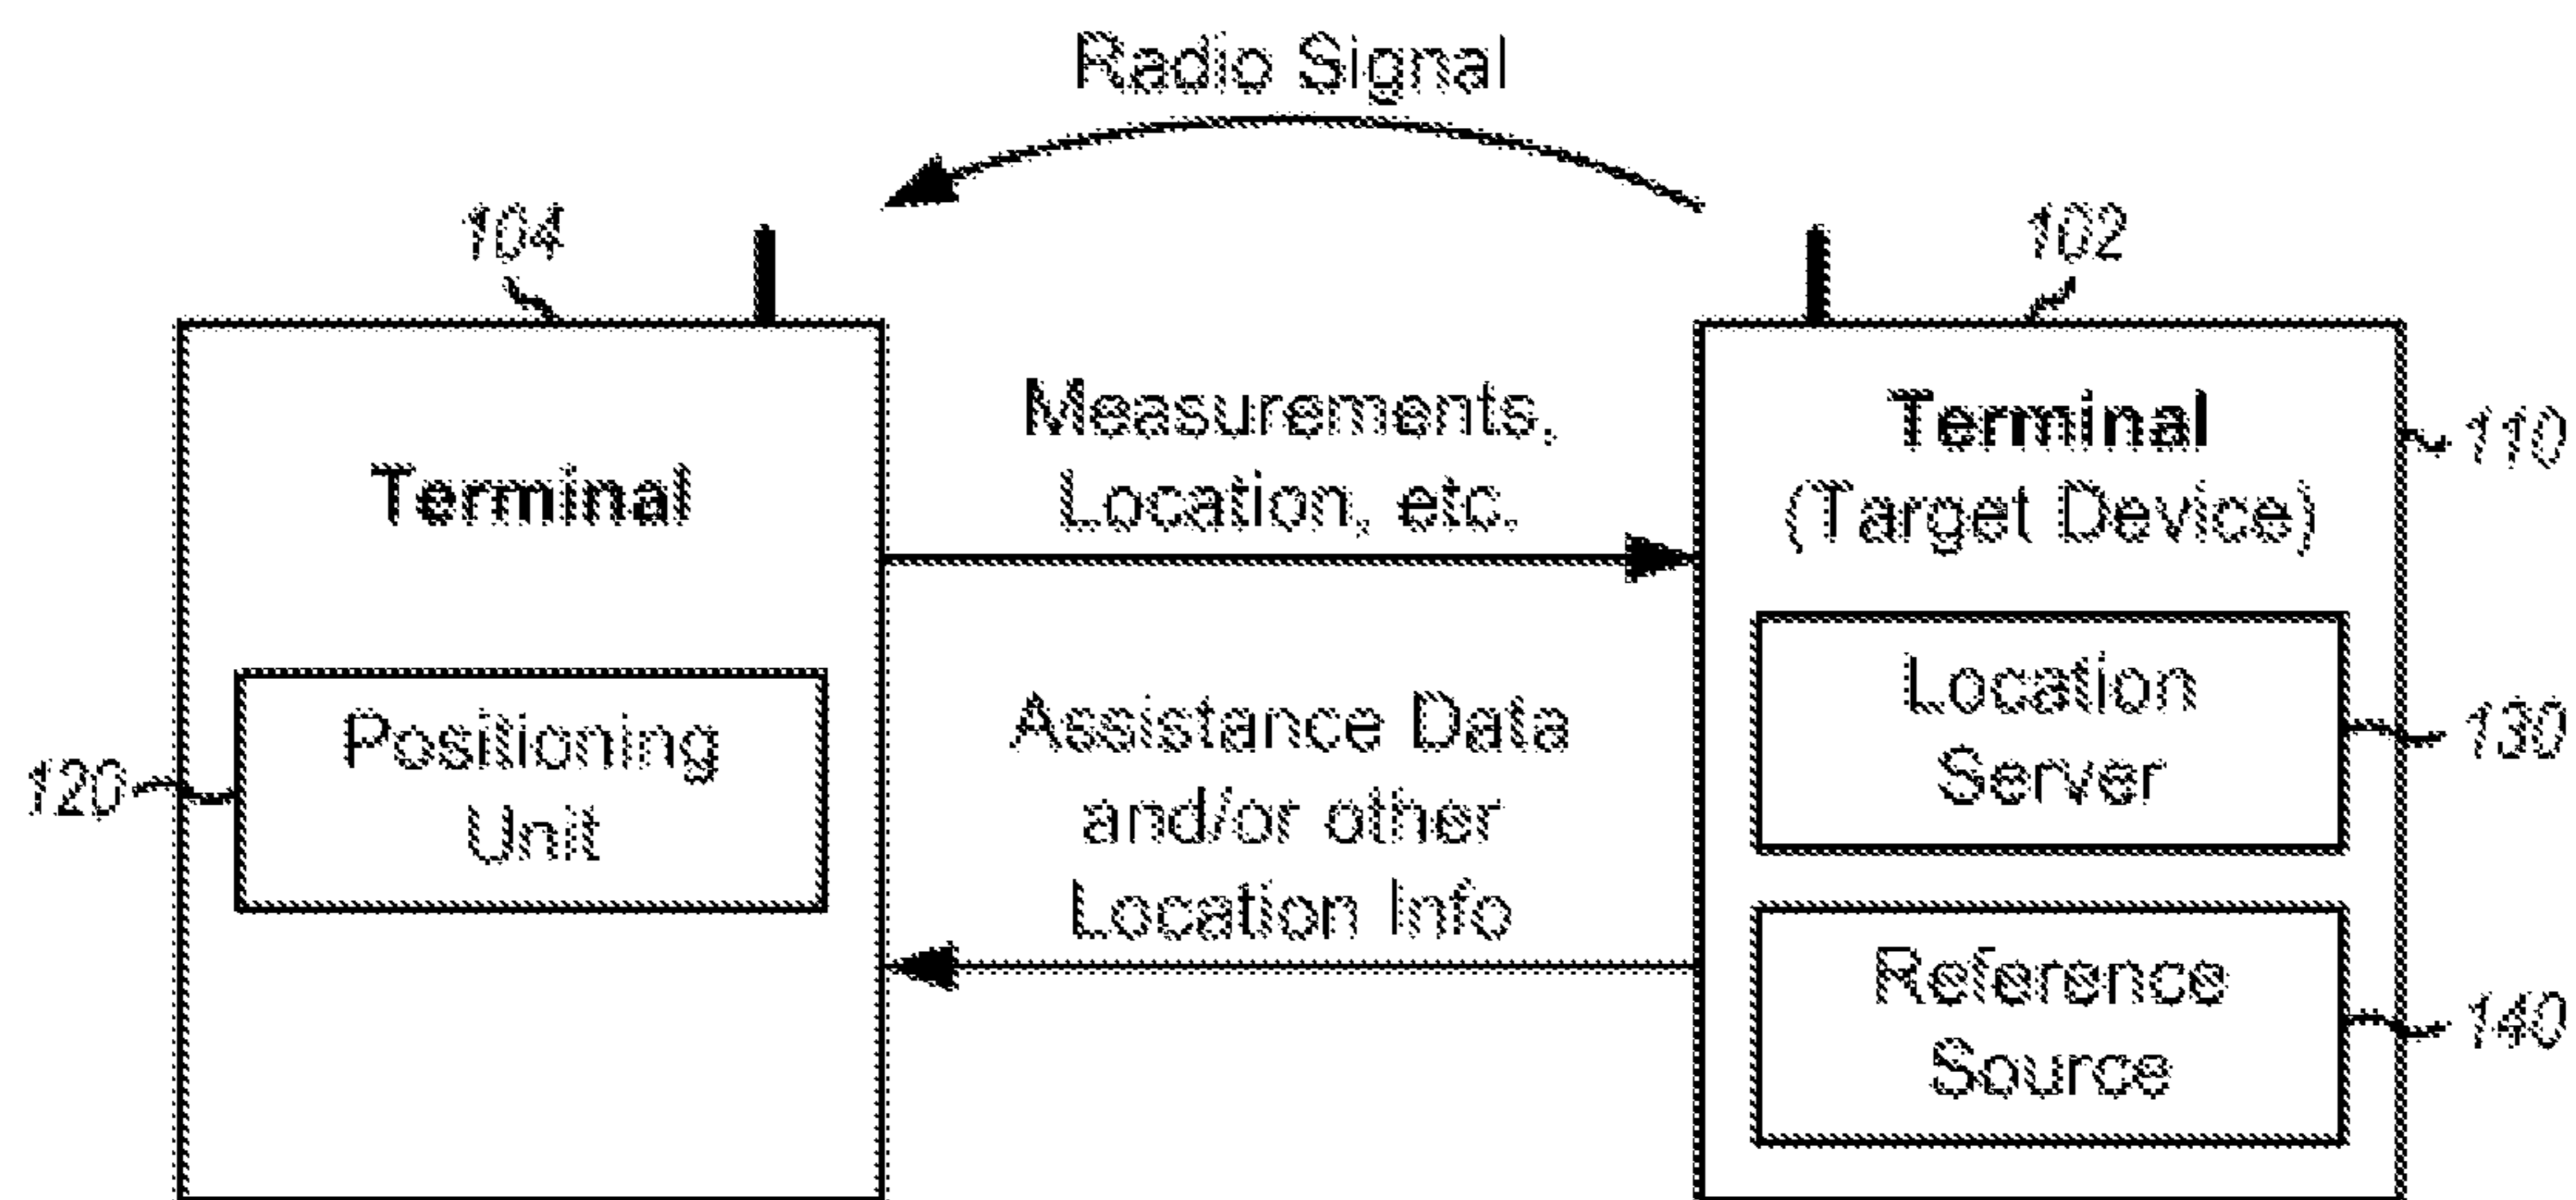 Radio Signal
104
102
Terminal
Measurements,
Location, etc.
Terminal
(Target Device)
110
Positioning
Unit
120
Assistance Data
and/or other
Location Info
Location
Server
130
Reference
Source
140